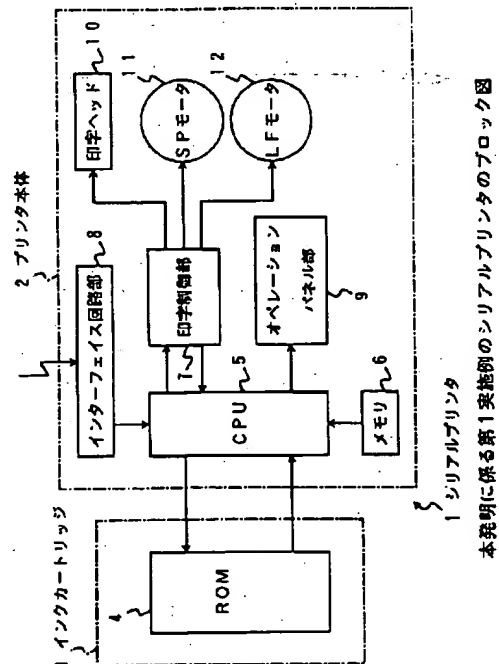 2 プリンタ本体
インターフェイス回路部
8
印字ヘッド
10
SPモータ
11
LFモータ
12
印字制御部
7
オペレーション
パネル部
9
CPU
5
メモリ
6
インクカートリッジ
ROM
4
1 シリアルプリンタ
本発明に係る第1実施例のシリアルプリンタのブロック図